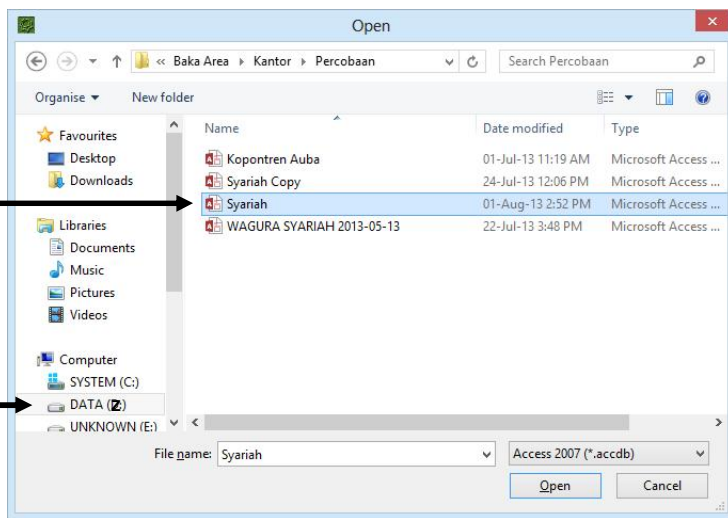 Open
« Baka Area Kantor Percobaan
Search Percobaan
Organise New folder
Favourites
Desktop
Downloads
Libraries
Documents
Music
Pictures
Videos
Computer
SYSTEM (C:)
DATA (Z:)
UNKNOWN (E:)
Name Date modified Type
Kopontren Auba 01-Jul-13 11:19 AM Microsoft Access ...
Syariah Copy 24-Jul-13 12:06 PM Microsoft Access ...
Syariah 01-Aug-13 2:52 PM Microsoft Access ...
WAGURA SYARIAH 2013-05-13 22-Jul-13 3:48 PM Microsoft Access ...
File name: Syariah Access 2007 (*.accdb)
Open Cancel